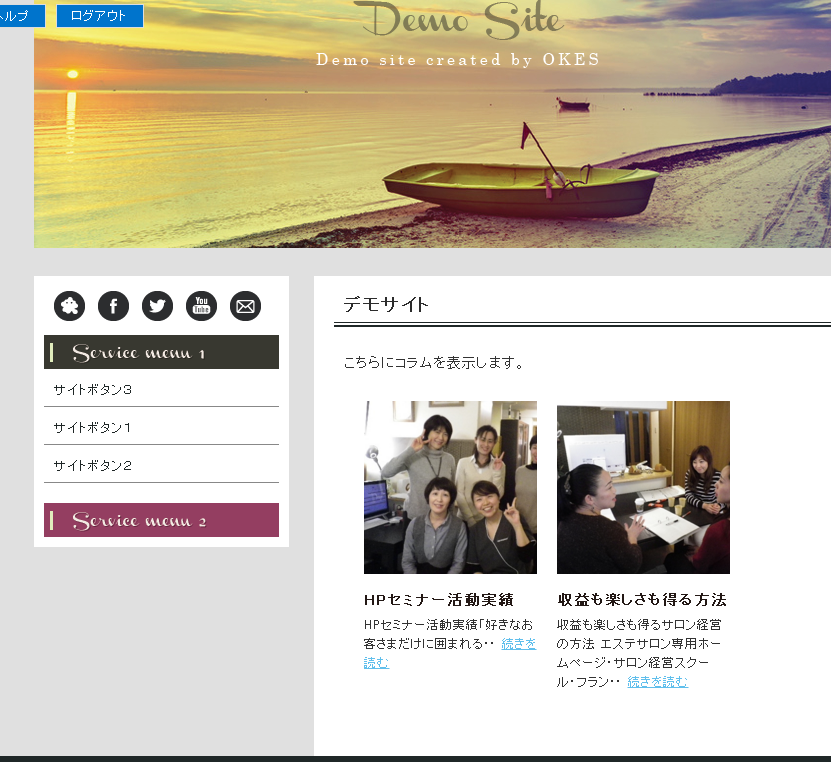 ヘルプ
ログアウト
Demo Site
Demo site created by OKES
You
Tube
Service menu 1
サイトボタン3
サイトボタン1
サイトボタン2
Service menu 2
デモサイト
こちらにコラムを表示します。
HPセミナー活動実績
HPセミナー活動実績「好きなお
客さまだけに囲まれる・・ 続きを
読む
収益も楽しさも得る方法
収益も楽しさも得るサロン経営
の方法 エステサロン専用ホー
ムページ・サロン経営スクー
ル・フラン・・ 続きを読む